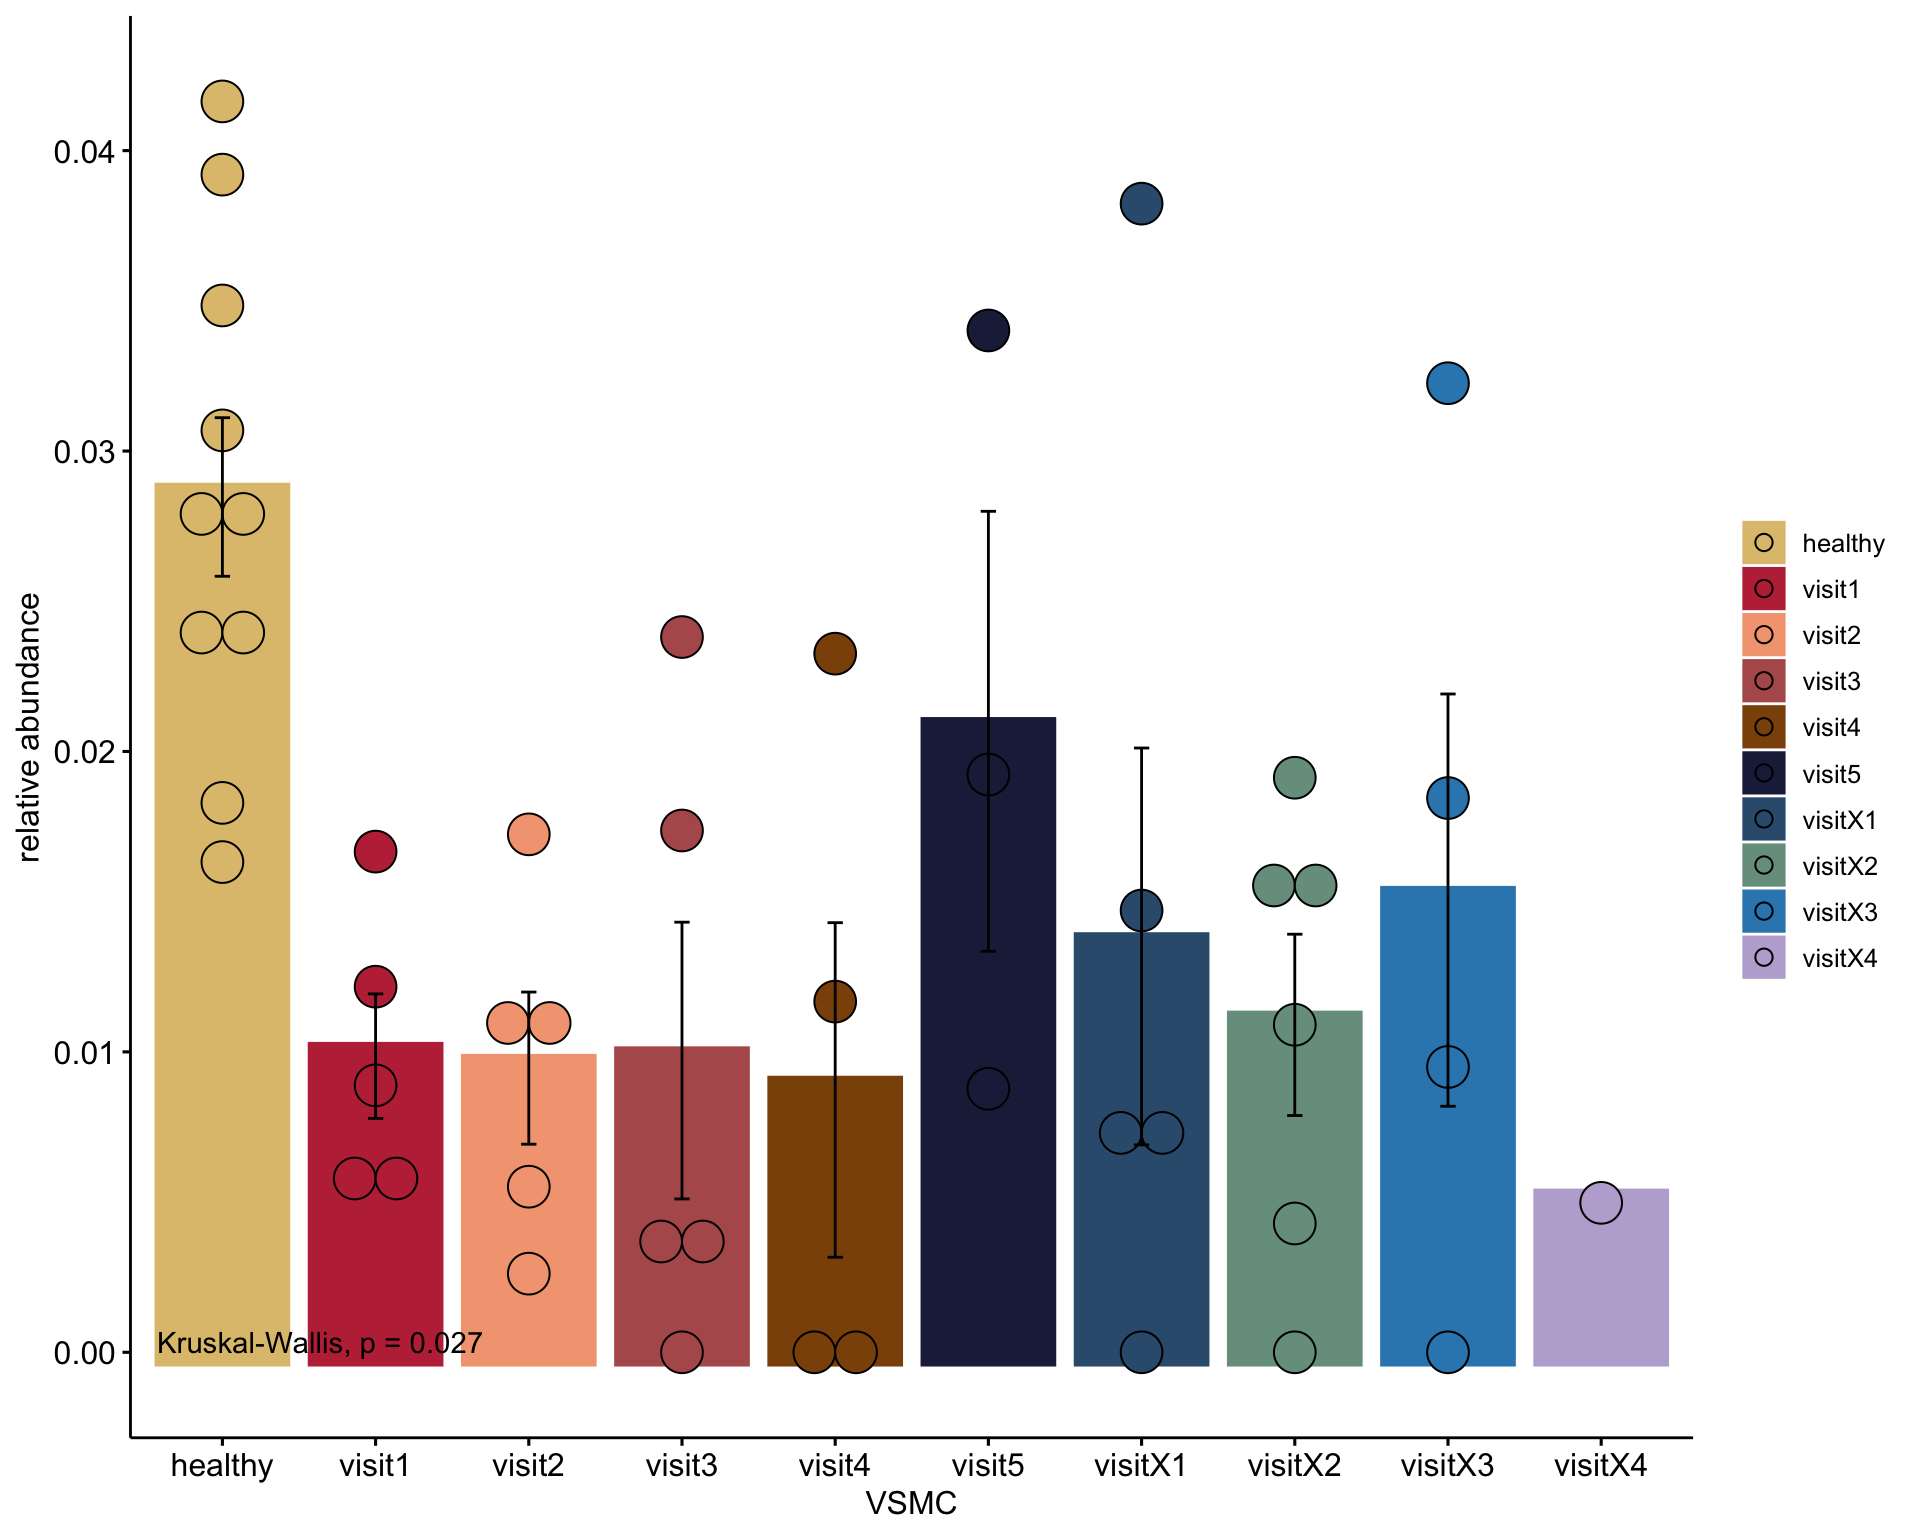 0.04
0.03
0.02
0.01
0.00
relative abundance
Kruskal-Wallis, p = 0.027
healthy visit1 visit2 visit3 visit4 visit5 visitX1 visitX2 visitX3 visitX4
VSMC
healthy
visit1
visit2
visit3
visit4
visit5
visitX1
visitX2
visitX3
visitX4